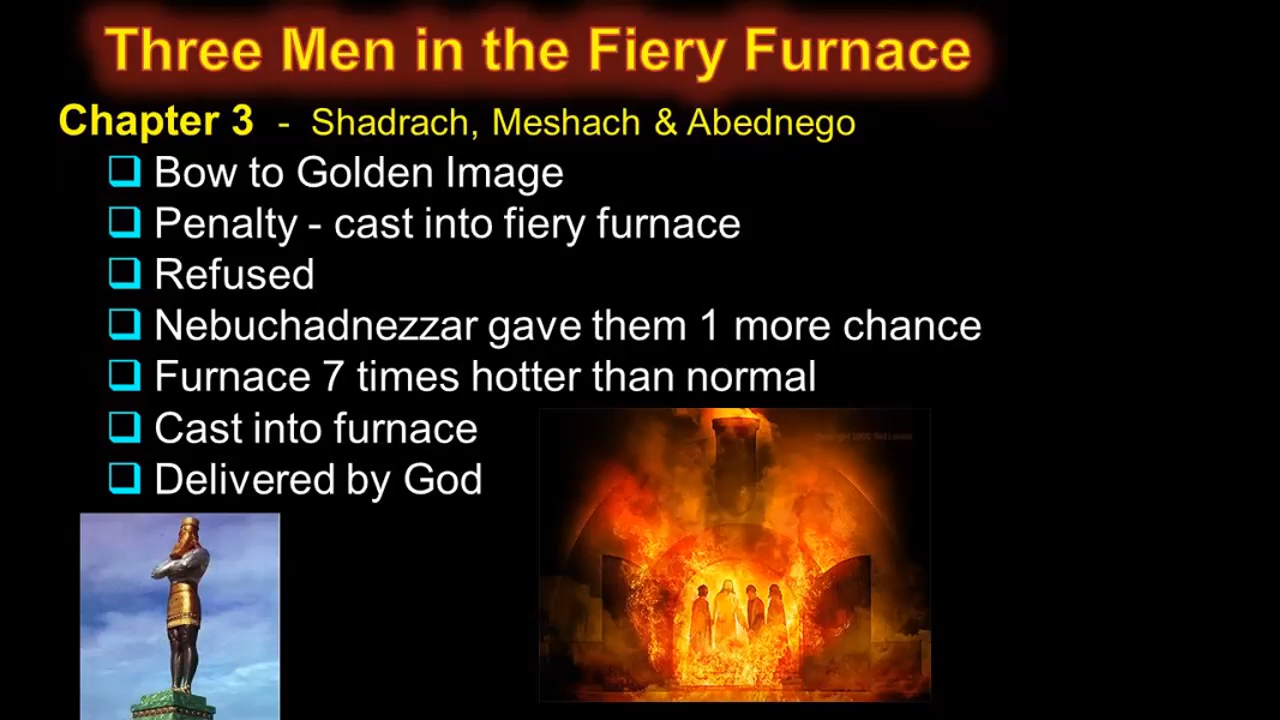 Three Men in the Fiery Furnace
Chapter 3 - Shadrach, Meshach & Abednego
Bow to Golden Image
Penalty - cast into fiery furnace
Refused
Nebuchadnezzar gave them 1 more chance
Furnace 7 times hotter than normal
Cast into furnace
Delivered by God